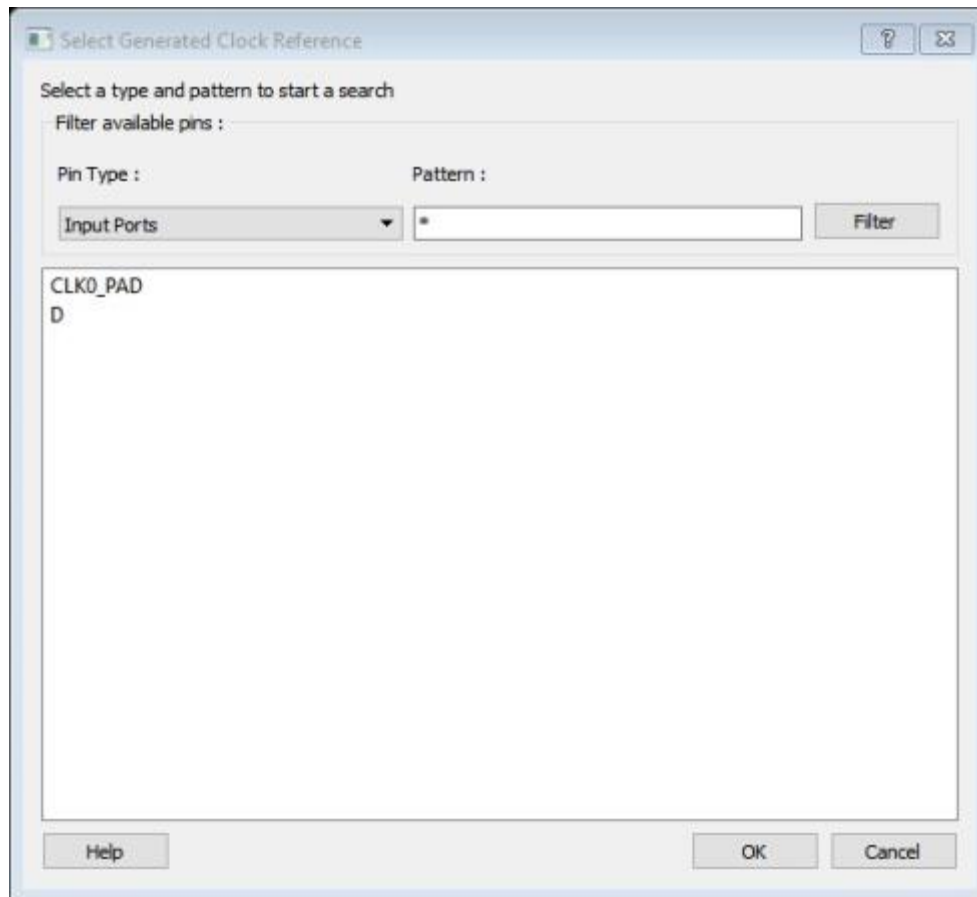 Select Generated Clock Reference
Select a type and pattern to start a search
Filter available pins :
Pin Type :
Pattern :
Input Ports
*
Filter
CLK0_PAD
D
Help
OK
Cancel